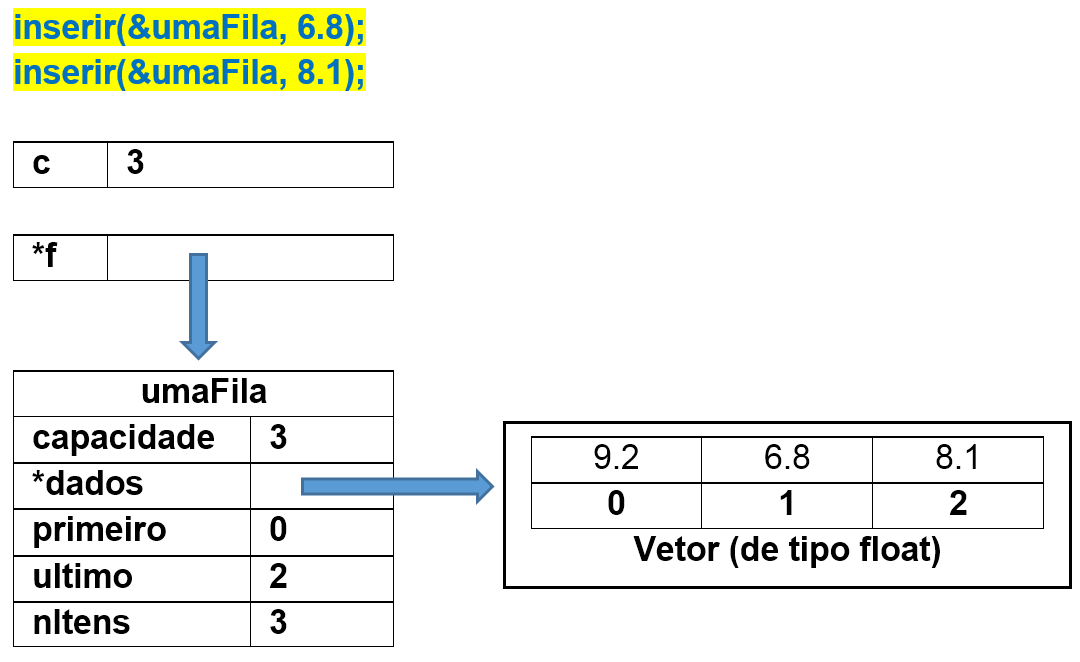 inserir(&umaFila, 6.8);
inserir(&umaFila, 8.1);
c 3
*f
umaFila
capacidade 3
*dados
primeiro 0
ultimo 2
nItens 3
9.2 6.8 8.1
0 1 2
Vetor (de tipo float)